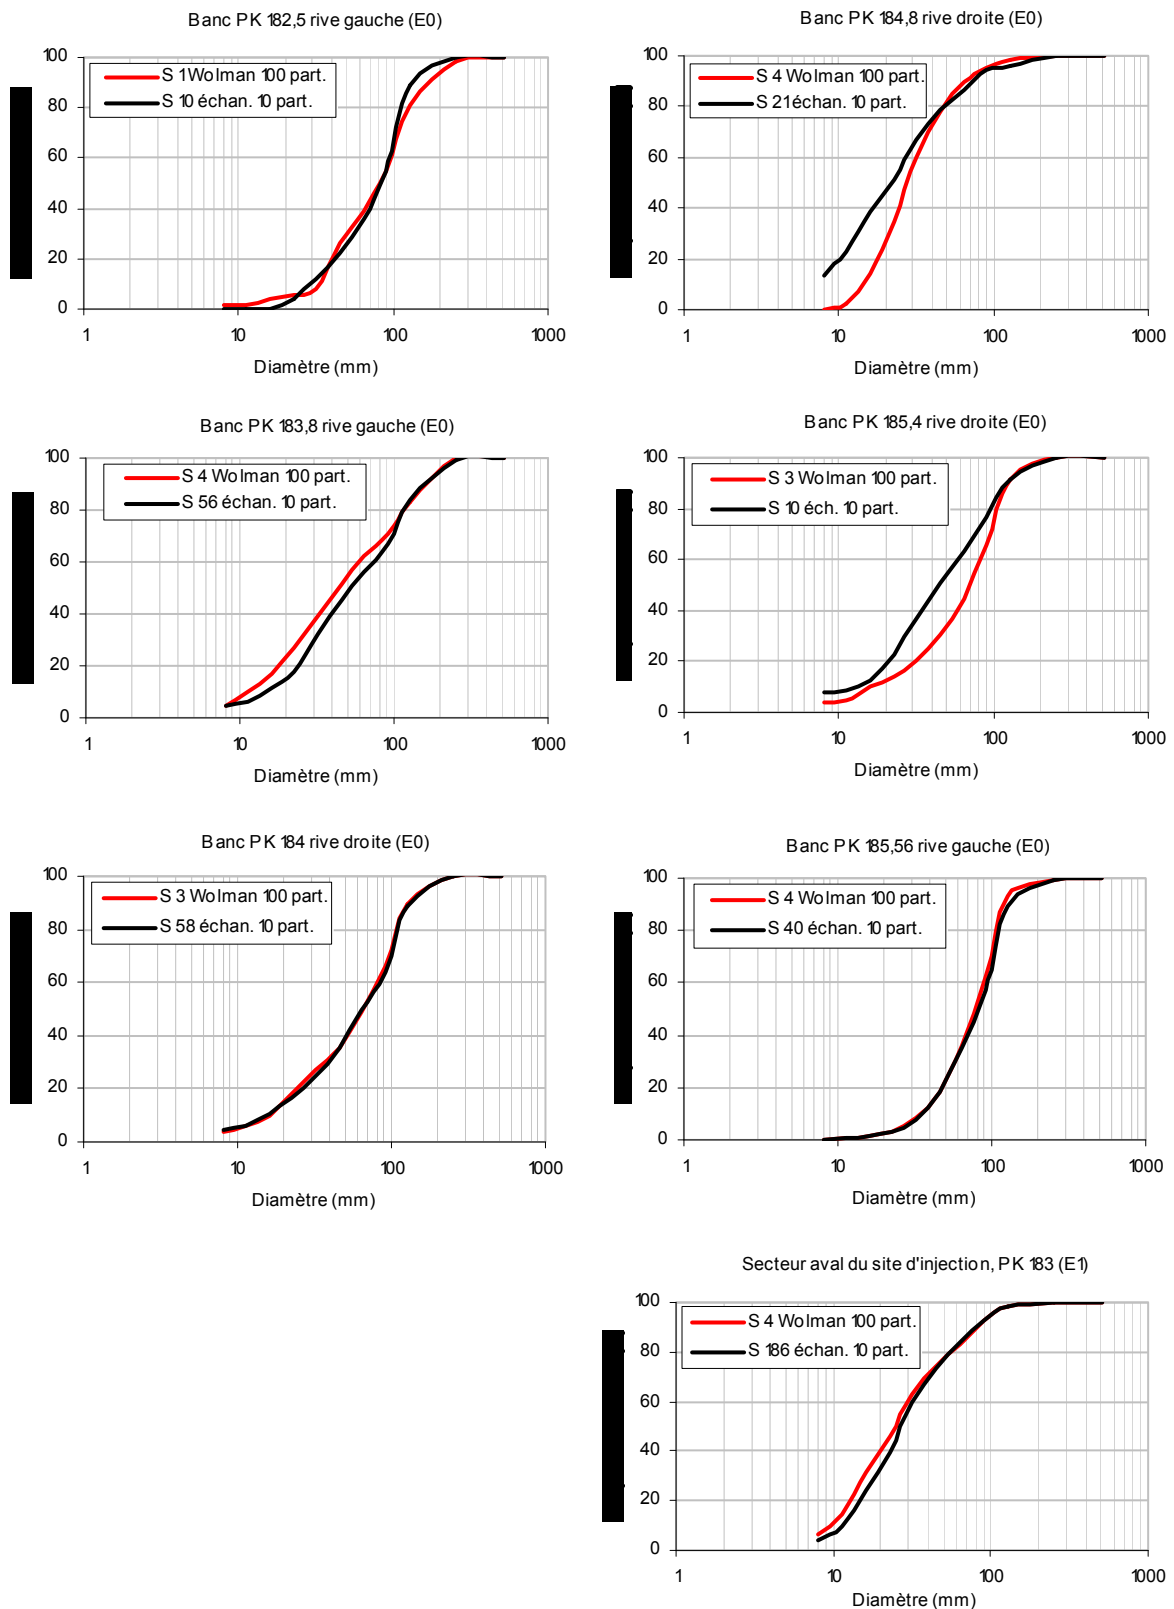 Banc PK 182,5 rive gauche (E0)
100
80
60
40
20
0
S 1 Wolman 100 part.
S 10 échan. 10 part.
1
10
100
1000
Diamètre (mm)
Banc PK 184,8 rive droite (E0)
100
80
60
40
20
0
S 4 Wolman 100 part.
S 21 échan. 10 part.
1
10
100
1000
Diamètre (mm)
Banc PK 183,8 rive gauche (E0)
100
80
60
40
20
0
S 4 Wolman 100 part.
S 56 échan. 10 part.
1
10
100
1000
Diamètre (mm)
Banc PK 185,4 rive droite (E0)
100
80
60
40
20
0
S 3 Wolman 100 part.
S 10 éch. 10 part.
1
10
100
1000
Diamètre (mm)
Banc PK 184 rive droite (E0)
100
80
60
40
20
0
S 3 Wolman 100 part.
S 58 échan. 10 part.
1
10
100
1000
Diamètre (mm)
Banc PK 185,56 rive gauche (E0)
100
80
60
40
20
0
S 4 Wolman 100 part.
S 40 échan. 10 part.
1
10
100
1000
Diamètre (mm)
Secteur aval du site d'injection, PK 183 (E1)
100
80
60
40
20
0
S 4 Wolman 100 part.
S 186 échan. 10 part.
1
10
100
1000
Diamètre (mm)